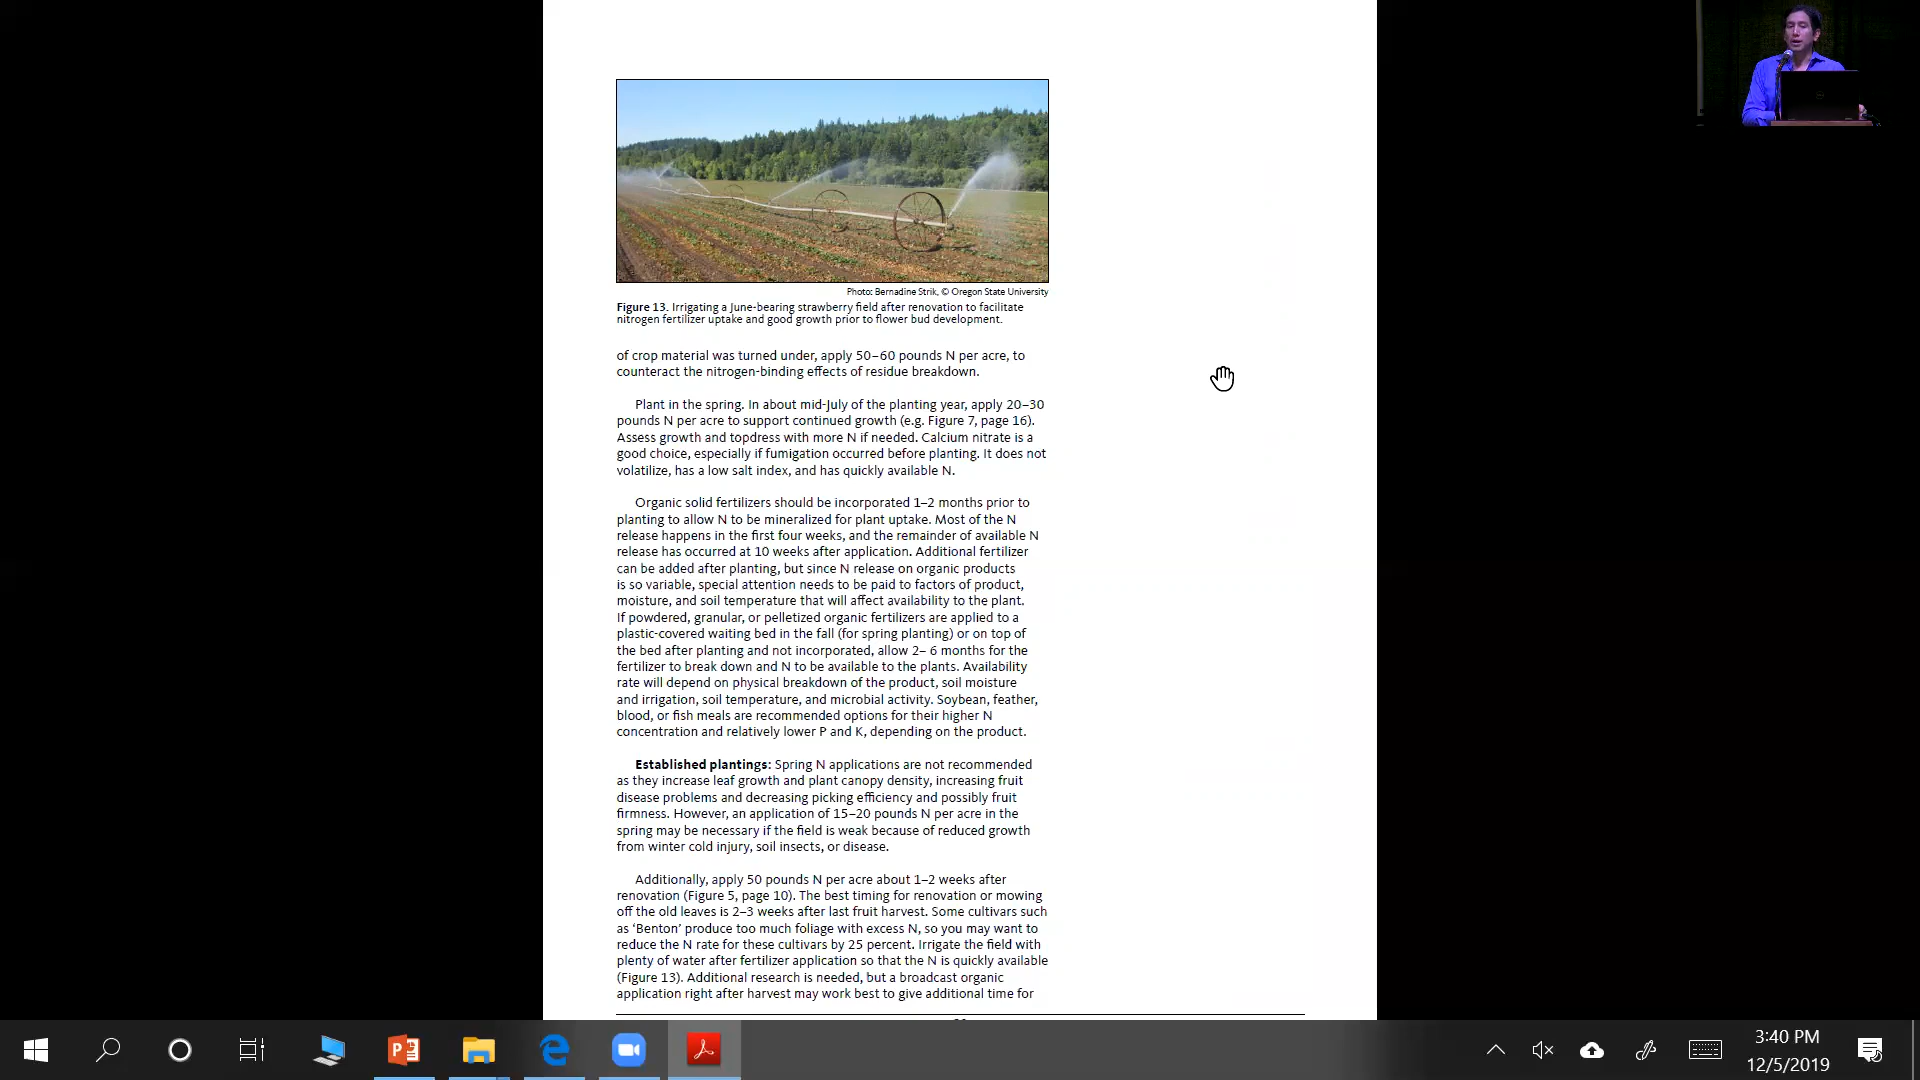 Photo: Bernadine Strik, © Oregon State University
Figure 13. Irrigating a June-bearing strawberry field after renovation to facilitate
nitrogen fertilizer uptake and good growth prior to flower bud development.
of crop material was turned under, apply 50–60 pounds N per acre, to
counteract the nitrogen-binding effects of residue breakdown.
Plant in the spring. In about mid-July of the planting year, apply 20–30
pounds N per acre to support continued growth (e.g. Figure 7, page 16).
Assess growth and topdress with more N if needed. Calcium nitrate is a
good choice, especially if fumigation occurred before planting. It does not
volatilize, has a low salt index, and has quickly available N.
Organic solid fertilizers should be incorporated 1–2 months prior to
planting to allow N to be mineralized for plant uptake. Most of the N
release happens in the first four weeks, and the remainder of available N
release has occurred at 10 weeks after application. Additional fertilizer
can be added after planting, but since N release on organic products
is so variable, special attention needs to be paid to factors of product,
moisture, and soil temperature that will affect availability to the plant.
If powdered, granular, or pelletized organic fertilizers are applied to a
plastic-covered waiting bed in the fall (for spring planting) or on top of
the bed after planting and not incorporated, allow 2– 6 months for the
fertilizer to break down and N to be available to the plants. Availability
rate will depend on physical breakdown of the product, soil moisture
and irrigation, soil temperature, and microbial activity. Soybean, feather,
blood, or fish meals are recommended options for their higher N
concentration and relatively lower P and K, depending on the product.
Established plantings: Spring N applications are not recommended
as they increase leaf growth and plant canopy density, increasing fruit
disease problems and decreasing picking efficiency and possibly fruit
firmness. However, an application of 15–20 pounds N per acre in the
spring may be necessary if the field is weak because of reduced growth
from winter cold injury, soil insects, or disease.
Additionally, apply 50 pounds N per acre about 1–2 weeks after
renovation (Figure 5, page 10). The best timing for renovation or mowing
off the old leaves is 2–3 weeks after last fruit harvest. Some cultivars such
as ‘Benton’ produce too much foliage with excess N, so you may want to
reduce the N rate for these cultivars by 25 percent. Irrigate the field with
plenty of water after fertilizer application so that the N is quickly available
(Figure 13). Additional research is needed, but a broadcast organic
application right after harvest may work best to give additional time for
3:40 PM
12/5/2019